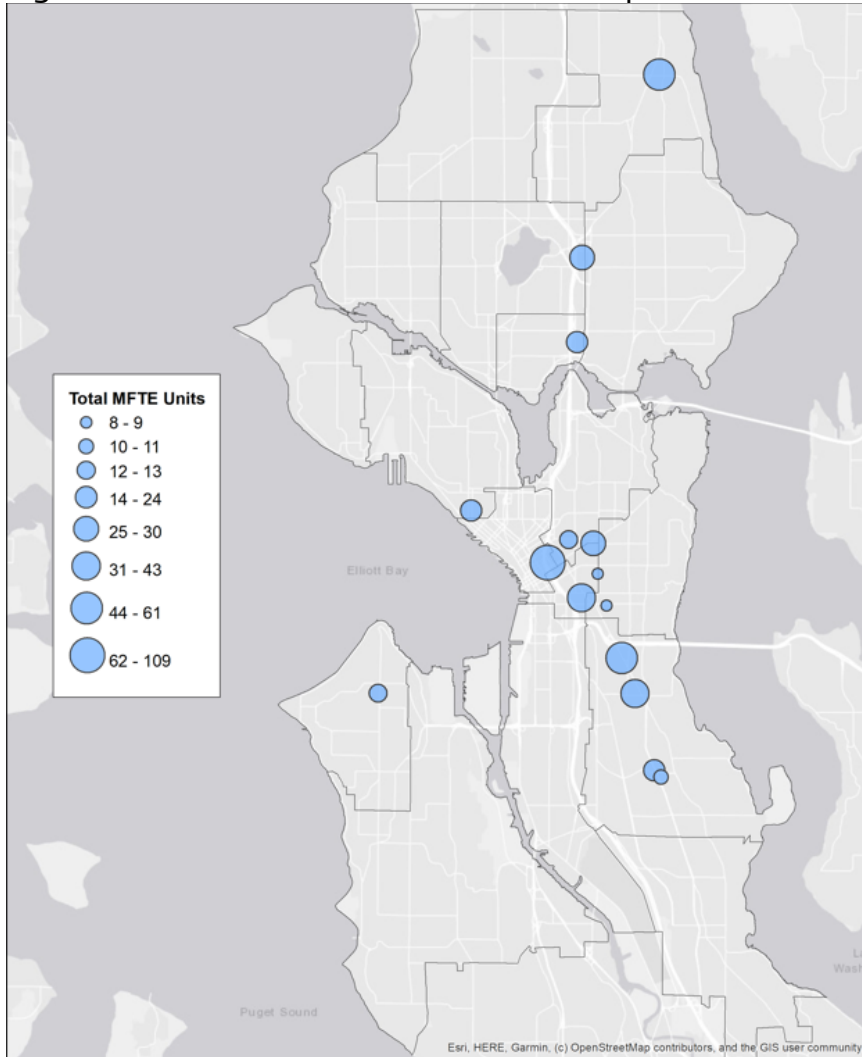 Total MFTE Units
8 - 9
10 - 11
12 - 13
14 - 24
25 - 30
31 - 43
44 - 61
62 - 109
Elliott Bay
Puget Sound
Esri, HERE, Garmin, (c) OpenStreetMap contributors, and the GIS user community